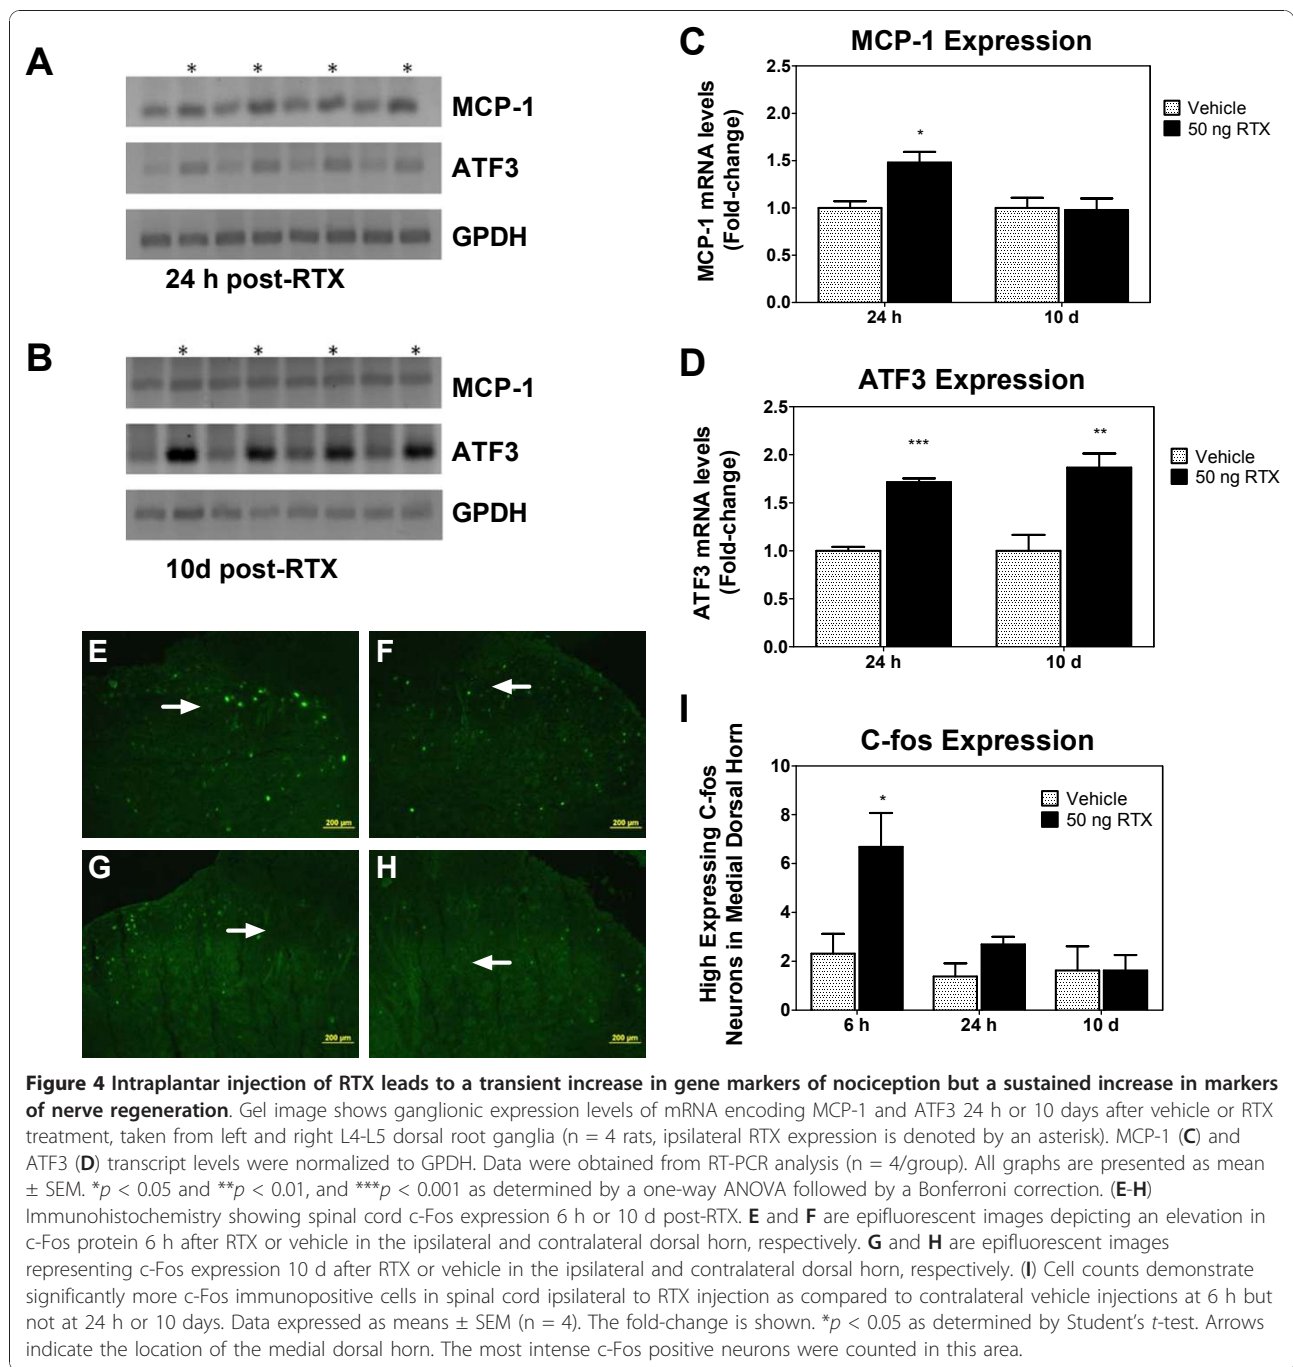 A
* * * *
MCP-1
ATF3
GPDH
24 h post-RTX
B
* * * *
MCP-1
ATF3
GPDH
10d post-RTX
C
MCP-1 Expression
MCP-1 mRNA levels
(Fold-change)
2.5
2.0
1.5
1.0
0.5
0.0
*
24 h
10 d
Vehicle
50 ng RTX
D
ATF3 Expression
ATF3 mRNA levels
(Fold-change)
2.5
2.0
1.5
1.0
0.5
0.0
***
**
24 h
10 d
Vehicle
50 ng RTX
E
200 µm
F
200 µm
G
200 µm
H
200 µm
I
C-fos Expression
High Expressing C-fos
Neurons in Medial Dorsal Horn
10
8
6
4
2
0
*
6 h
24 h
10 d
Vehicle
50 ng RTX
Figure 4 Intraplantar injection of RTX leads to a transient increase in gene markers of nociception but a sustained increase in markers
of nerve regeneration. Gel image shows ganglionic expression levels of mRNA encoding MCP-1 and ATF3 24 h or 10 days after vehicle or RTX
treatment, taken from left and right L4-L5 dorsal root ganglia (n = 4 rats, ipsilateral RTX expression is denoted by an asterisk). MCP-1 (C) and
ATF3 (D) transcript levels were normalized to GPDH. Data were obtained from RT-PCR analysis (n = 4/group). All graphs are presented as mean
± SEM. *p < 0.05 and **p < 0.01, and ***p < 0.001 as determined by a one-way ANOVA followed by a Bonferroni correction. (E-H)
Immunohistochemistry showing spinal cord c-Fos expression 6 h or 10 d post-RTX. E and F are epifluorescent images depicting an elevation in
c-Fos protein 6 h after RTX or vehicle in the ipsilateral and contralateral dorsal horn, respectively. G and H are epifluorescent images
representing c-Fos expression 10 d after RTX or vehicle in the ipsilateral and contralateral dorsal horn, respectively. (I) Cell counts demonstrate
significantly more c-Fos immunopositive cells in spinal cord ipsilateral to RTX injection as compared to contralateral vehicle injections at 6 h but
not at 24 h or 10 days. Data expressed as means ± SEM (n = 4). The fold-change is shown. *p < 0.05 as determined by Student's t-test. Arrows
indicate the location of the medial dorsal horn. The most intense c-Fos positive neurons were counted in this area.